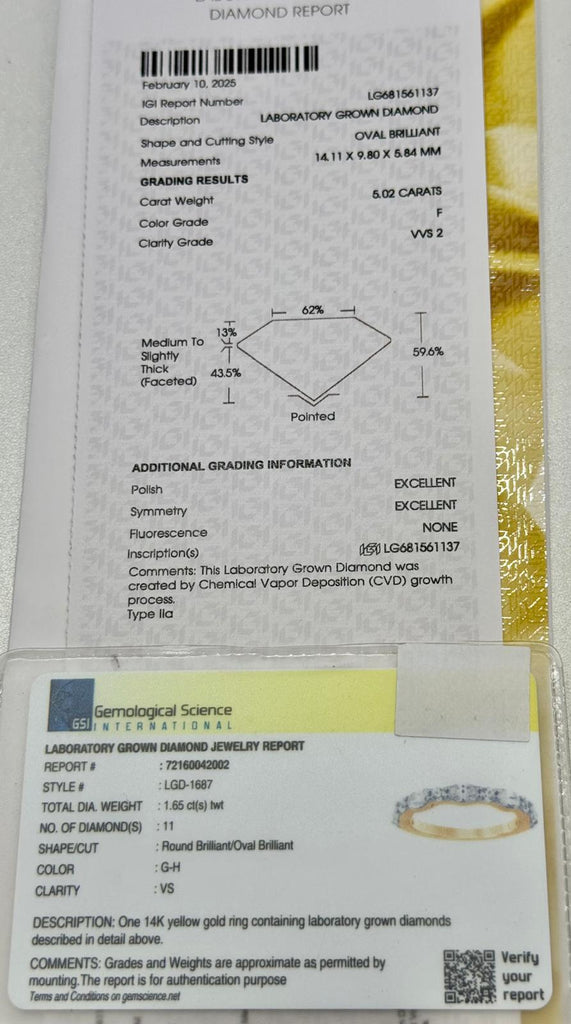 DIAMOND REPORT
February 10, 2025
IGI Report Number LG681561137
Description LABORATORY GROWN DIAMOND
Shape and Cutting Style OVAL BRILLIANT
Measurements 14.11 X 9.80 X 5.84 MM
GRADING RESULTS
Carat Weight 5.02 CARATS
Color Grade F
Clarity Grade VVS 2
62%
13%
Medium To
Slightly
Thick
(Faceted)
43.5%
59.6%
Pointed
ADDITIONAL GRADING INFORMATION
Polish EXCELLENT
Symmetry EXCELLENT
Fluorescence NONE
Inscription(s) IGI LG681561137
Comments: This Laboratory Grown Diamond was
created by Chemical Vapor Deposition (CVD) growth
process.
Type IIa
GSI Gemological Science
INTERNATIONAL
LABORATORY GROWN DIAMOND JEWELRY REPORT
REPORT # : 72160042002
STYLE # : LGD-1687
TOTAL DIA. WEIGHT : 1.65 ct(s) twt
NO. OF DIAMOND(S) : 11
SHAPE/CUT : Round Brilliant/Oval Brilliant
COLOR : G-H
CLARITY : VS
DESCRIPTION: One 14K yellow gold ring containing laboratory grown diamonds
described in detail above.
COMMENTS: Grades and Weights are approximate as permitted by
mounting.The report is for authentication purpose
Terms and Conditions on gemscience.net
Verify
your
report